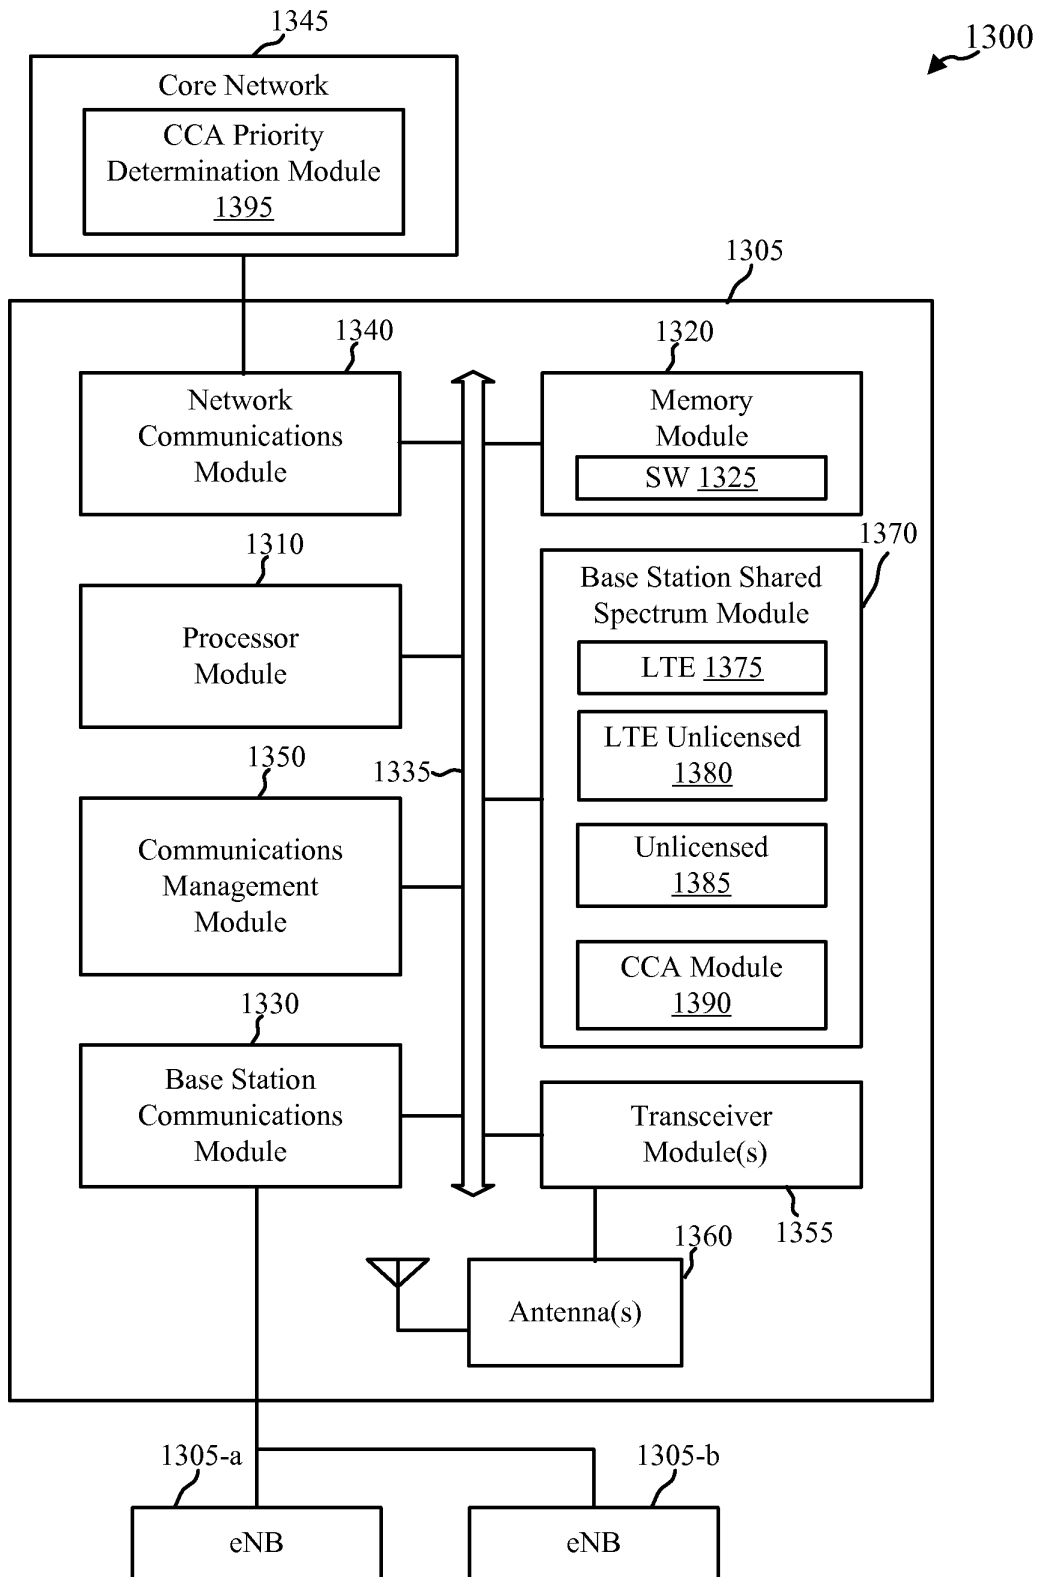 1345
1300
Core Network
CCA Priority
Determination Module
1395
1305
1340
Network
Communications
Module
1320
Memory
Module
SW 1325
1310
Processor
Module
1370
Base Station Shared
Spectrum Module
LTE 1375
LTE Unlicensed
1380
Unlicensed
1385
CCA Module
1390
1335
1350
Communications
Management
Module
1330
Base Station
Communications
Module
Transceiver
Module(s)
1355
1360
Antenna(s)
1305-a
eNB
1305-b
eNB